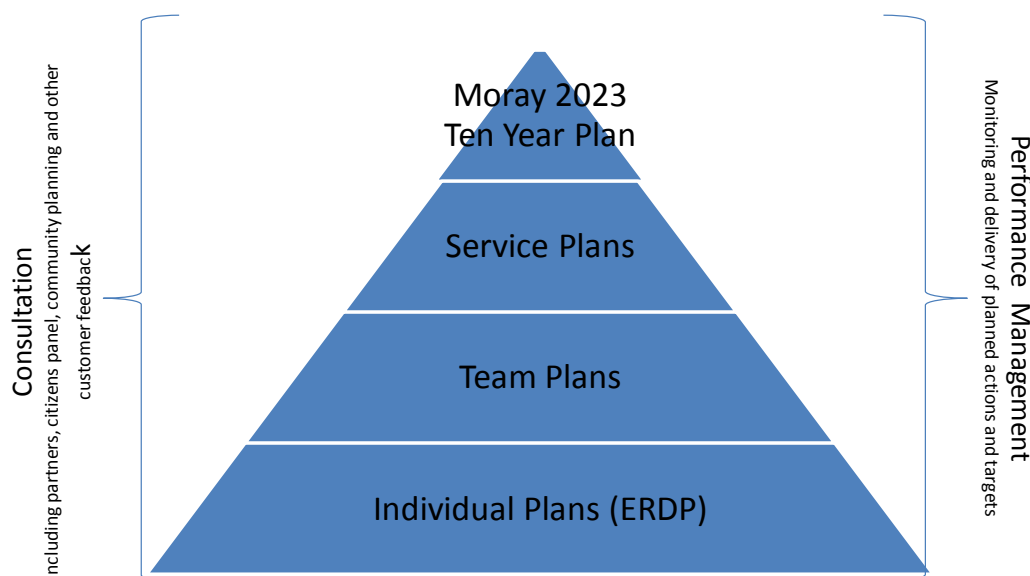 Consultation
ncluding partners, citizens panel, community planning and other
customer feedback
Moray 2023
Ten Year Plan
Service Plans
Team Plans
Individual Plans (ERDP)
Performance Management
Monitoring and delivery of planned actions and targets